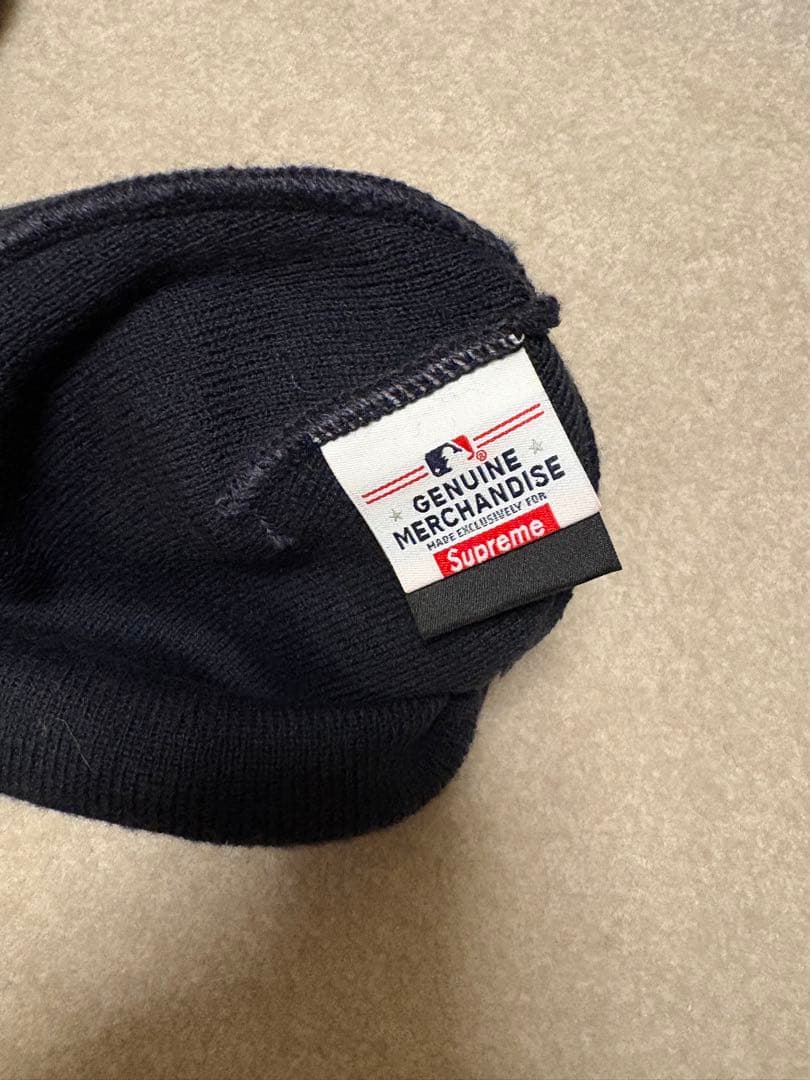 ®
GENUINE
MERCHANDISE
MADE EXCLUSIVELY FOR
Supreme